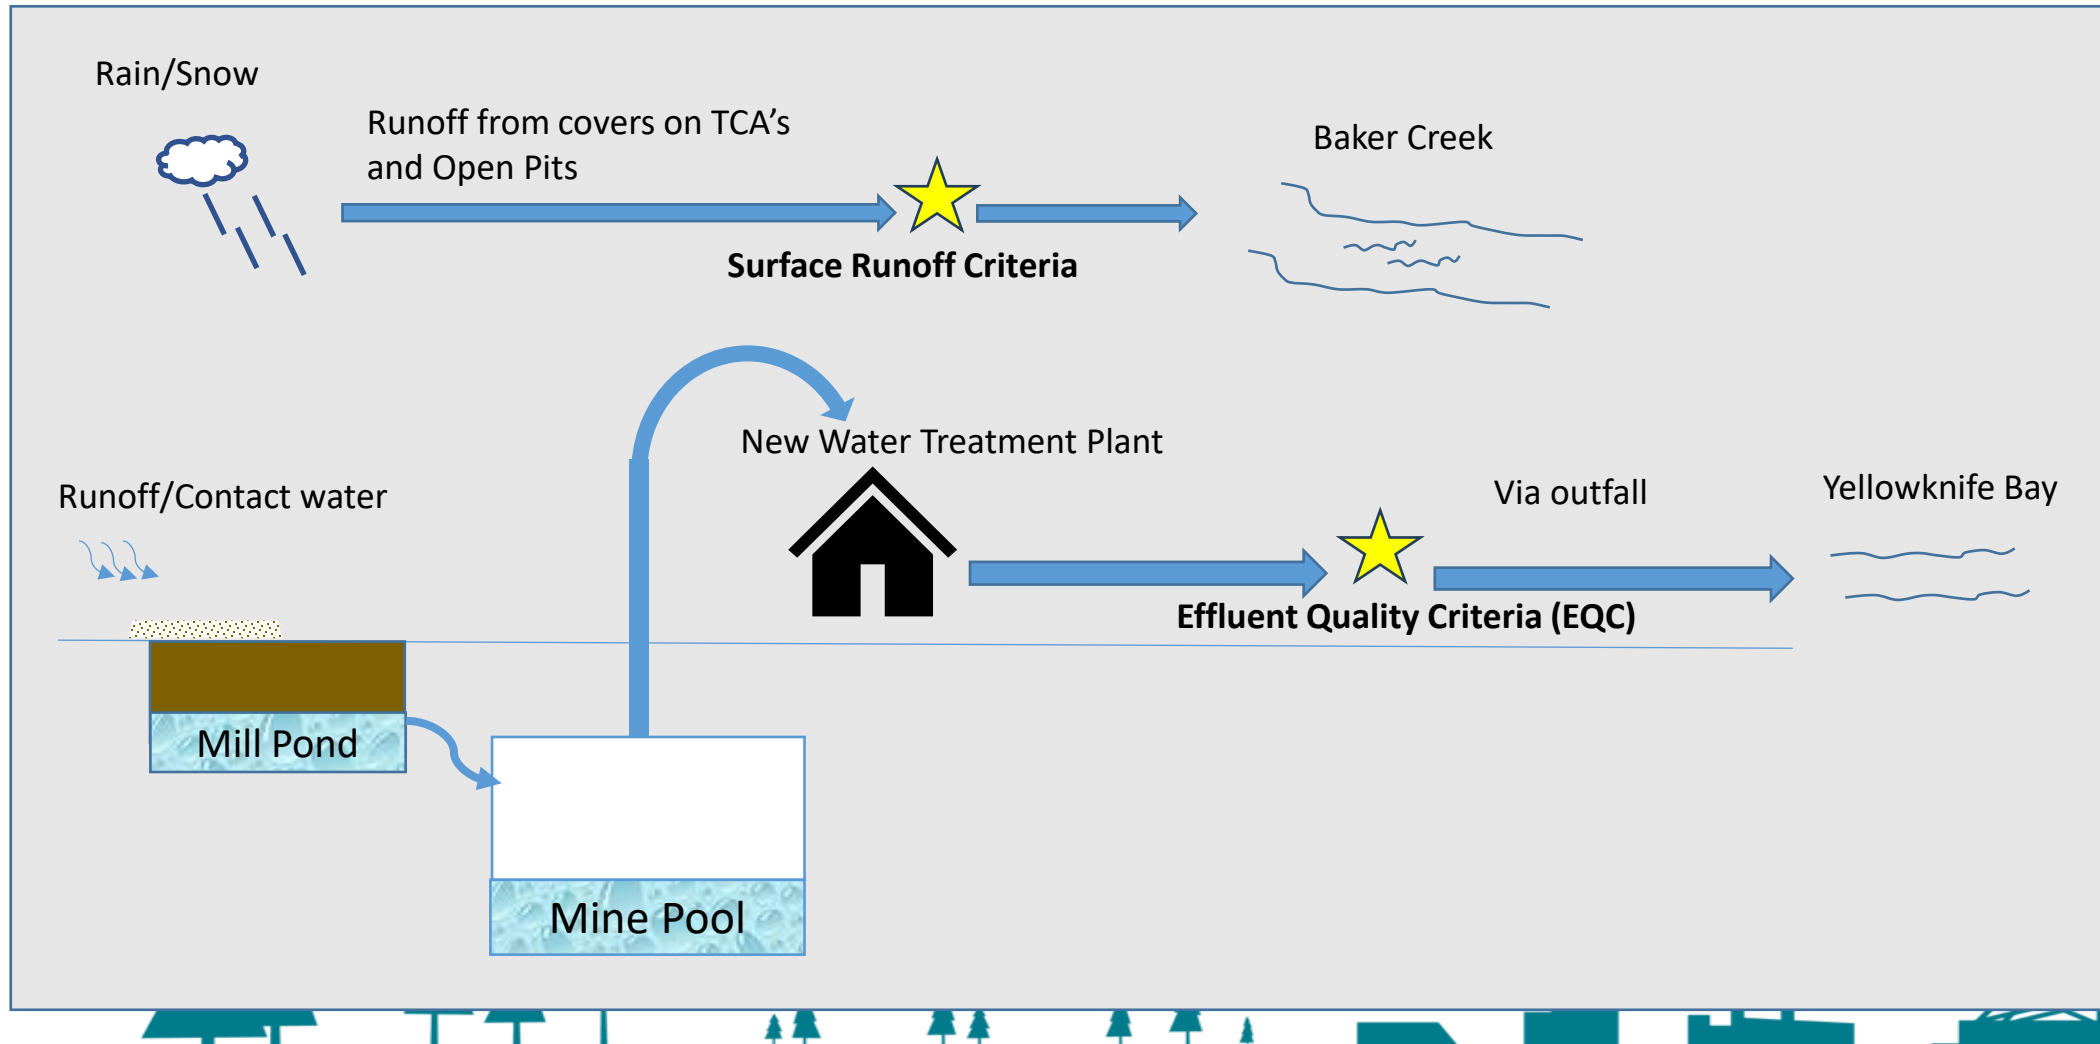 Rain/Snow
Runoff from covers on TCA's
and Open Pits
Baker Creek
Surface Runoff Criteria
New Water Treatment Plant
Runoff/Contact water
Via outfall
Yellowknife Bay
Effluent Quality Criteria (EQC)
Mill Pond
Mine Pool